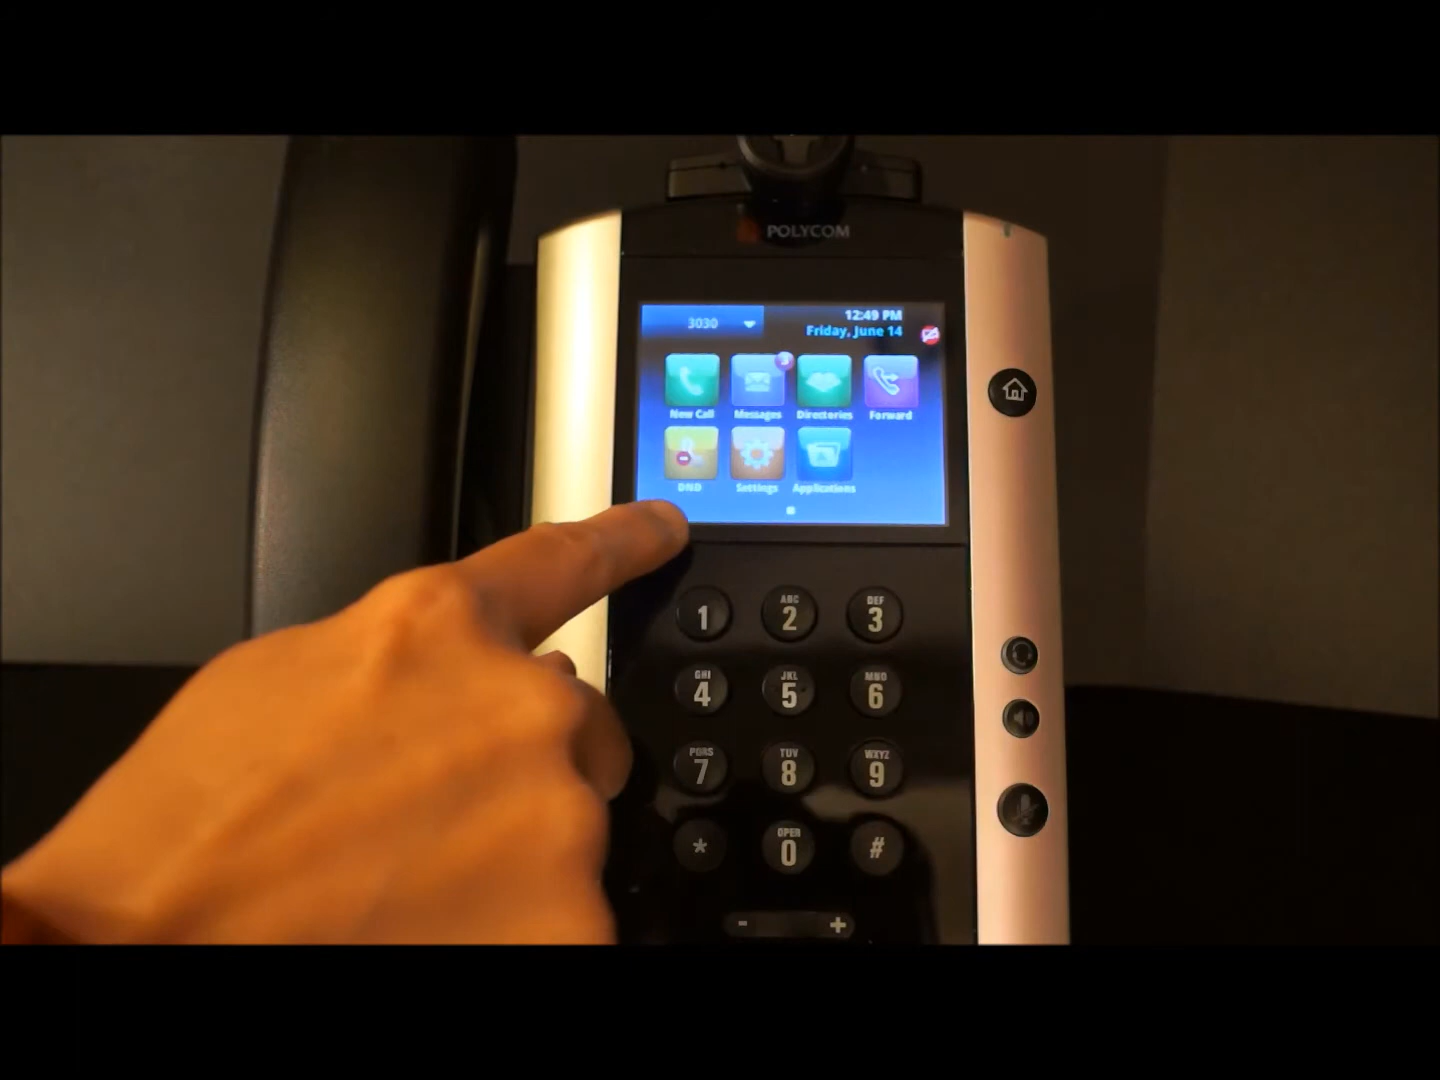 POLYCOM
3030
12:49 PM
Friday, June 14
3
New Call Messages Directories Forward
DND Settings Applications
1 ABC 2 DEF 3
GHI 4 JKL 5 MNO 6
PQRS 7 TUV 8 WXYZ 9
* OPER 0 #
- +